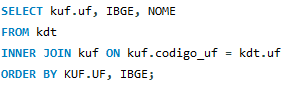 SELECT kuf.uf, IBGE, NOME
FROM kdt
INNER JOIN kuf ON kuf.codigo_uf = kdt.uf
ORDER BY KUF.UF, IBGE;